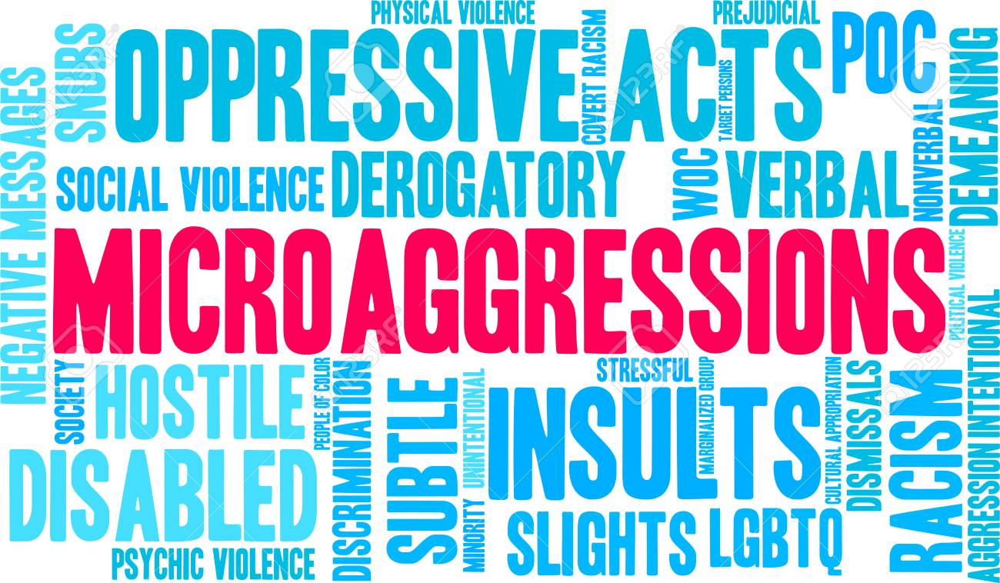 PHYSICAL VIOLENCE
PREJUDICIAL
SNUBS
OPPRESSIVE ACTS
COVERT RACISM
TARGET PERSONS
POC
DEMEANING
NEGATIVE MESSAGES
SOCIAL VIOLENCE
DEROGATORY
WOC
VERBAL
NONVERBAL
MICROAGGRESSIONS
POLITICAL VIOLENCE
SOCIETY
HOSTILE
PEOPLE OF COLOR
DISCRIMINATION
SUBTLE
UNINTENTIONAL
MINORITY
STRESSFUL
INSULTS
MARGINALIZED GROUP
CULTURAL APPROPRIATION
DISMISSALS
RACISM
INTENTIONAL
AGGRESSION
DISABLED
SLIGHTS
LGBTQ
PSYCHIC VIOLENCE